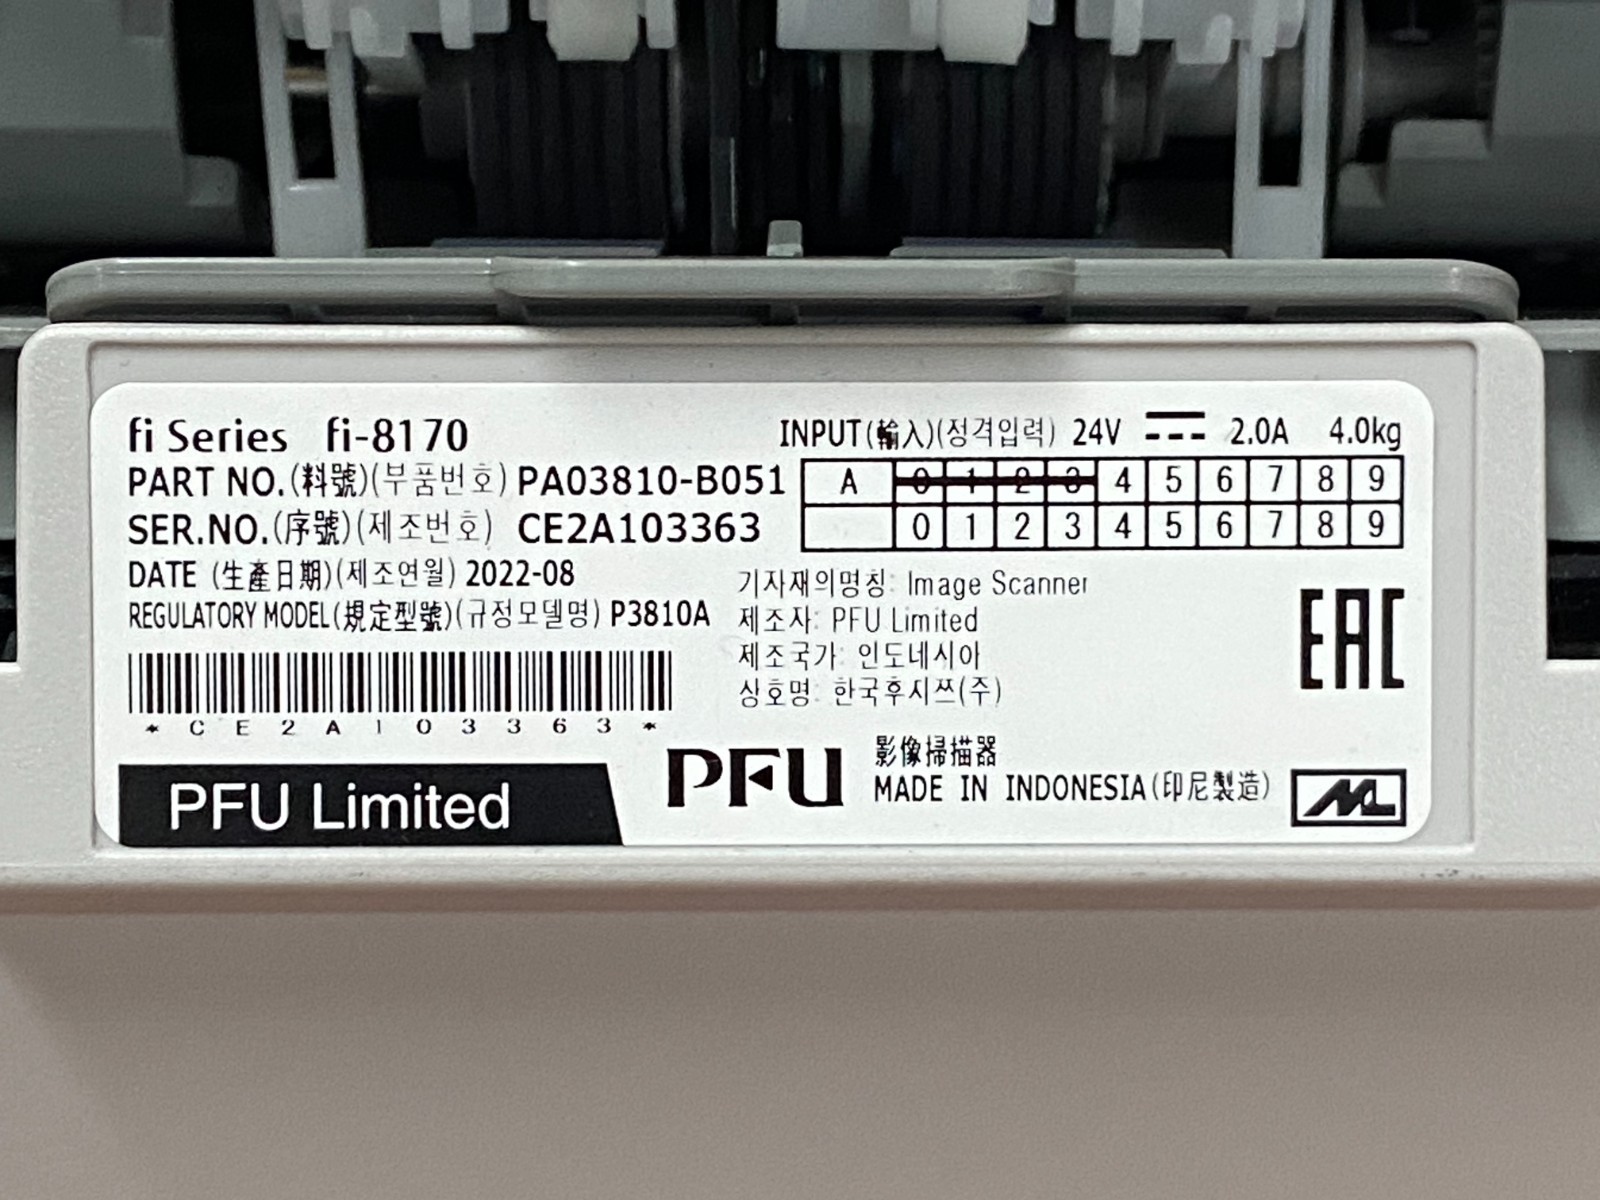 fi Series fi-8170
INPUT(輸入)(정격입력) 24V 2.0A 4.0kg
PART NO.(料號)(부품번호) PA03810-B051
A 0 1 2 3 4 5 6 7 8 9
SER.NO.(序號)(제조번호) CE2A103363
0 1 2 3 4 5 6 7 8 9
DATE (生產日期)(제조연월) 2022-08
REGULATORY MODEL(規定型號)(규정모델명) P3810A
기자재의명칭: Image Scanner
제조자: PFU Limited
제조국가: 인도네시아
상호명: 한국후지쯔(주)
EAC
*CE2A103363*
PFU Limited
PFU
影像掃描器
MADE IN INDONESIA(印尼製造)
ML